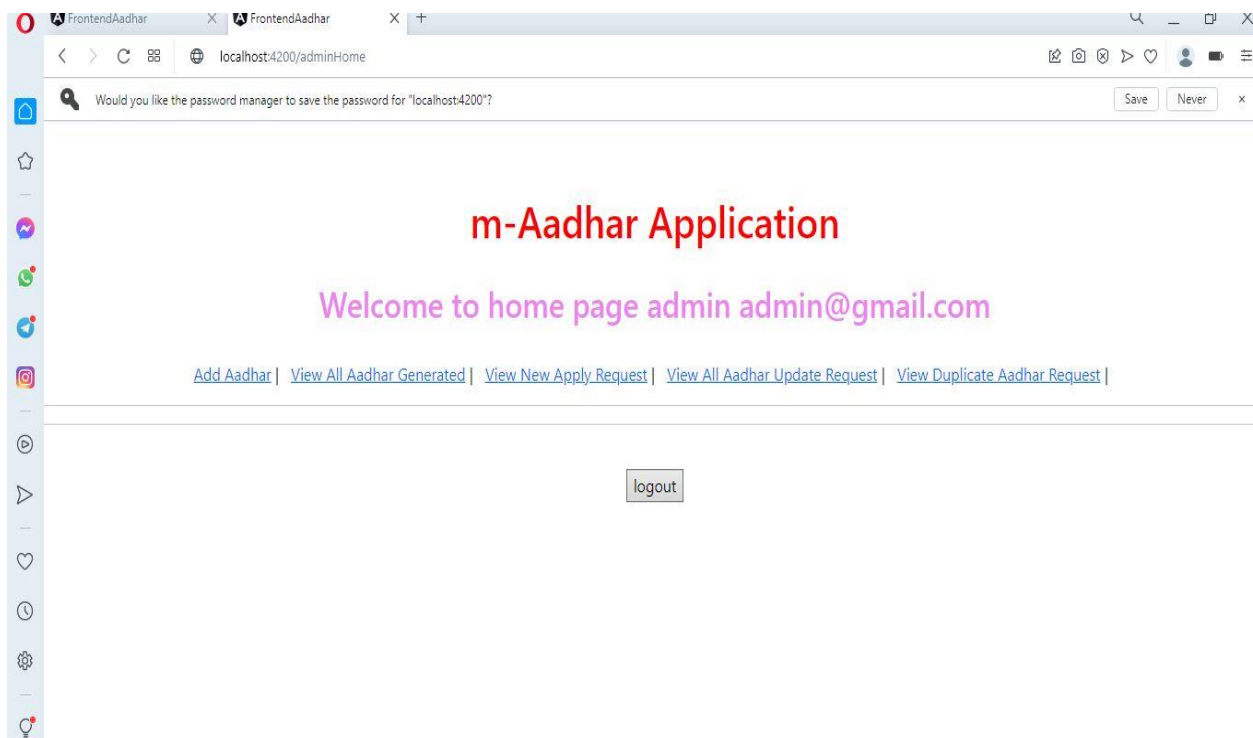 FrontendAadhar FrontendAadhar
localhost:4200/adminHome
Would you like the password manager to save the password for "localhost:4200"? Save Never
m-Aadhar Application
Welcome to home page admin admin@gmail.com
Add Aadhar | View All Aadhar Generated | View New Apply Request | View All Aadhar Update Request | View Duplicate Aadhar Request |
logout